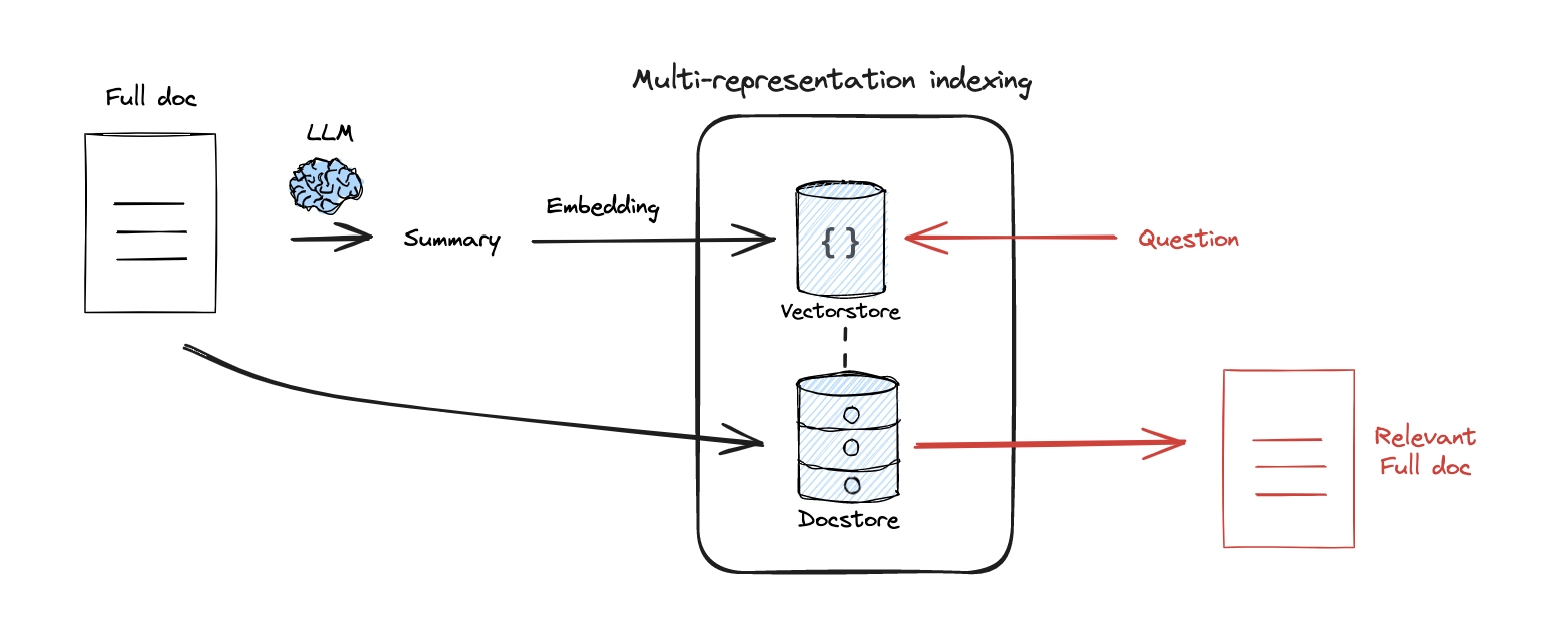 Multi-representation indexing
Full doc
LLM
Summary
Embedding
{}
Vectorstore
Question
Docstore
Relevant
Full doc